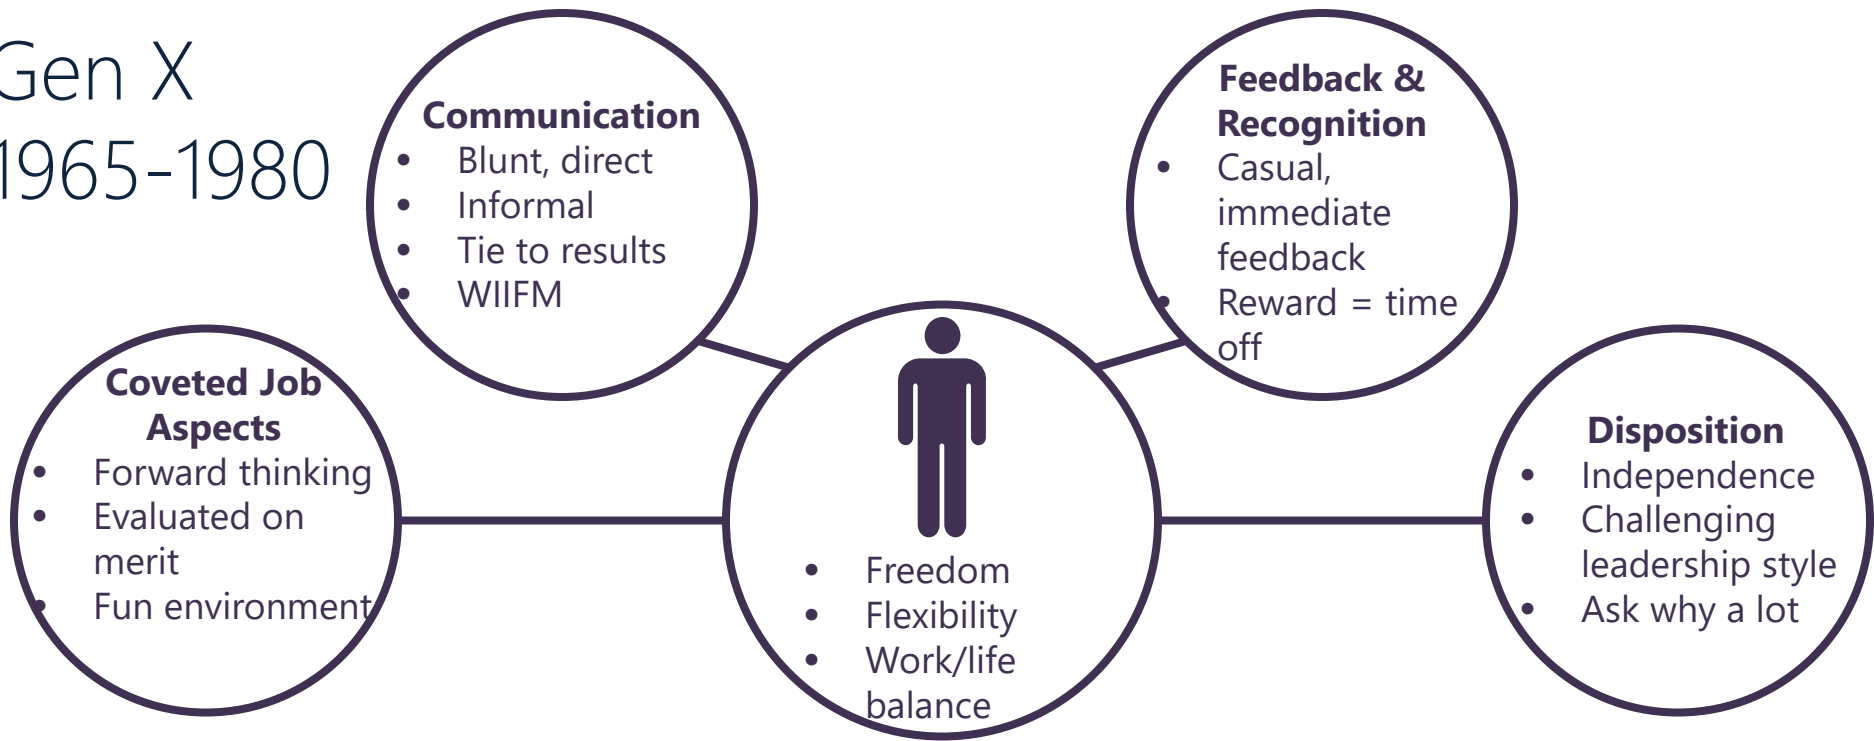 Gen X
1965-1980
Communication
• Blunt, direct
• Informal
• Tie to results
• WIIFM
Feedback &
Recognition
• Casual,
immediate
feedback
• Reward = time
off
Coveted Job
Aspects
• Forward thinking
• Evaluated on
merit
• Fun environment
• Freedom
• Flexibility
• Work/life
balance
Disposition
• Independence
• Challenging
leadership style
• Ask why a lot